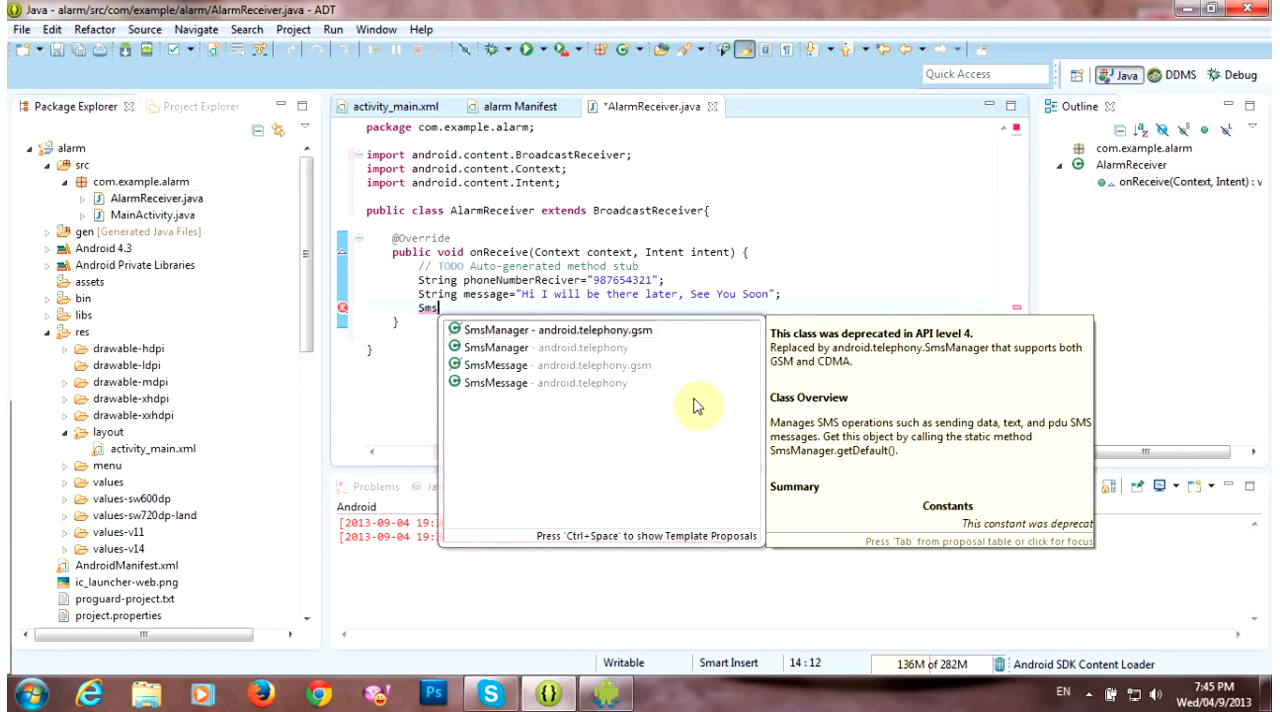 Java - alarm/src/com/example/alarm/AlarmReceiver.java - ADT
File Edit Refactor Source Navigate Search Project Run Window Help
Quick Access
Java DDMS Debug
Package Explorer Project Explorer
alarm
src
com.example.alarm
AlarmReceiver.java
MainActivity.java
gen [Generated Java Files]
Android 4.3
Android Private Libraries
assets
bin
libs
res
drawable-hdpi
drawable-ldpi
drawable-mdpi
drawable-xhdpi
drawable-xxhdpi
layout
activity_main.xml
menu
values
values-sw600dp
values-sw720dp-land
values-v11
values-v14
AndroidManifest.xml
ic_launcher-web.png
proguard-project.txt
project.properties
activity_main.xml alarm Manifest *AlarmReceiver.java
package com.example.alarm;
import android.content.BroadcastReceiver;
import android.content.Context;
import android.content.Intent;
public class AlarmReceiver extends BroadcastReceiver{
@Override
public void onReceive(Context context, Intent intent) {
// TODO Auto-generated method stub
String phoneNumberReciver="987654321";
String message="Hi I will be there later, See You Soon";
Sms
}
}
SmsManager - android.telephony.gsm
SmsManager - android.telephony
SmsMessage - android.telephony.gsm
SmsMessage - android.telephony
Press 'Ctrl+Space' to show Template Proposals
This class was deprecated in API level 4.
Replaced by android.telephony.SmsManager that supports both
GSM and CDMA.
Class Overview
Manages SMS operations such as sending data, text, and pdu SMS
messages. Get this object by calling the static method
SmsManager.getDefault().
Summary
Constants
This constant was deprecat
Press 'Tab' from proposal table or click for focus
Outline
com.example.alarm
AlarmReceiver
onReceive(Context, Intent) : v
Problems @ Ja
Android
[2013-09-04 19:
[2013-09-04 19:
Writable Smart Insert 14 : 12 136M of 282M Android SDK Content Loader
Ps
EN
7:45 PM
Wed/04/9/2013